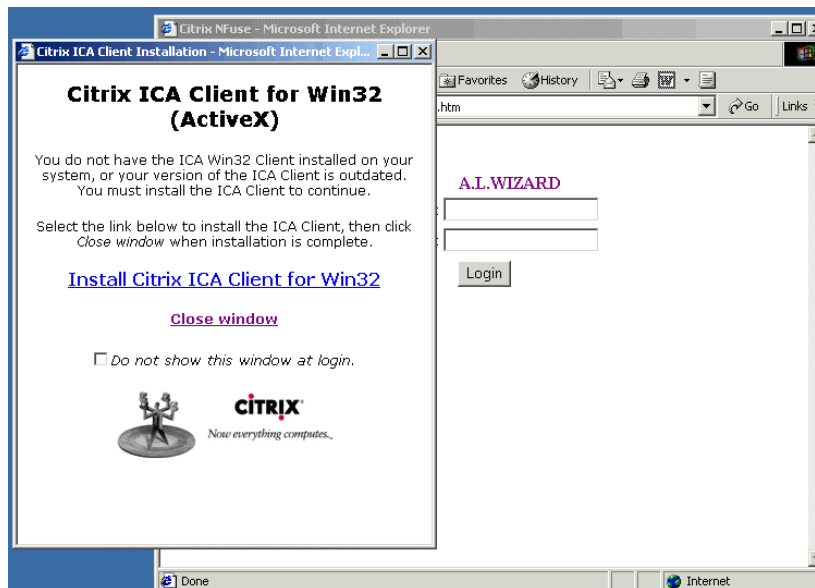 Citrix NFuse - Microsoft Internet Explorer
Citrix ICA Client Installation - Microsoft Internet Expl...
Favorites History
.htm
Go Links
Citrix ICA Client for Win32
(ActiveX)
You do not have the ICA Win32 Client installed on your
system, or your version of the ICA Client is outdated.
You must install the ICA Client to continue.
Select the link below to install the ICA Client, then click
Close window when installation is complete.
Install Citrix ICA Client for Win32
Close window
Do not show this window at login.
CİTRIX
Now everything computes.
A.L.WIZARD
:
:
Login
Done
Internet